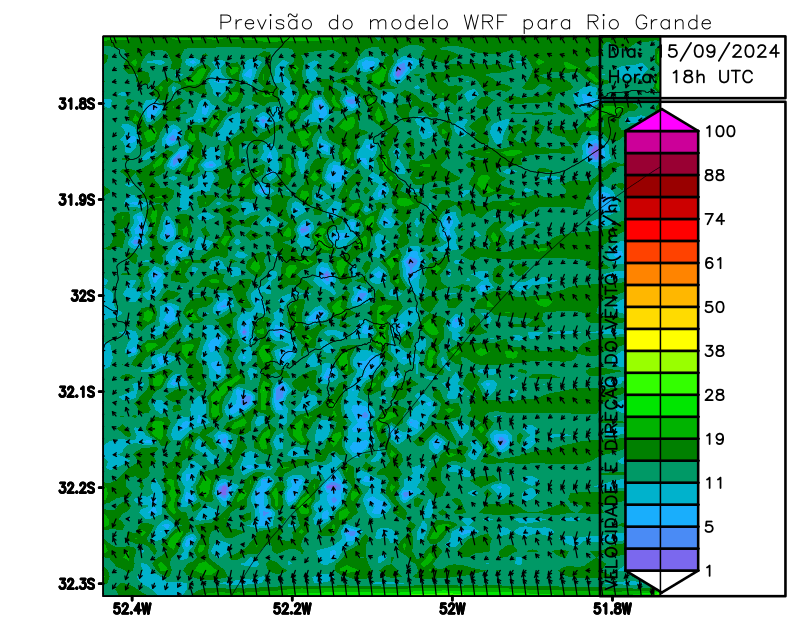 Previsão do modelo WRF para Rio Grande
Dia: 15/09/2024
Hora: 18h UTC
31.8S
31.9S
32S
32.1S
32.2S
32.3S
52.4W
52.2W
52W
51.8W
VELOCIDADE E DIREÇÃO DO VENTO (km/h)
100
88
74
61
50
38
28
19
11
5
1